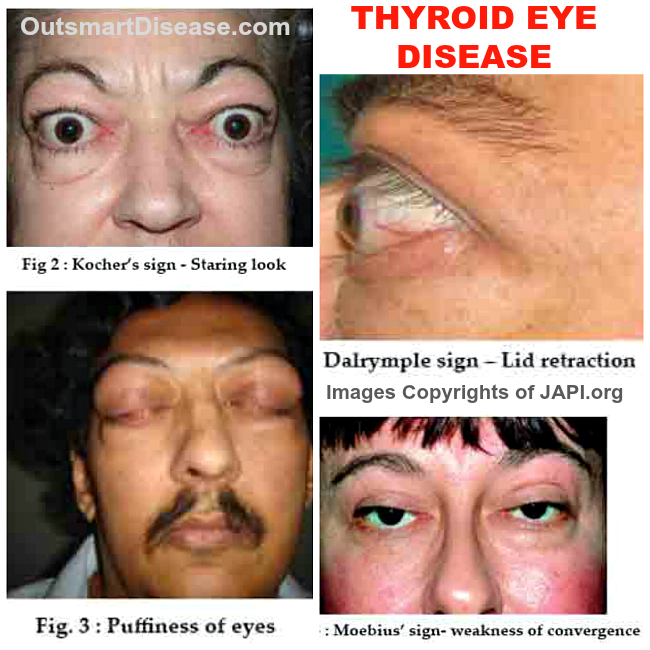 OutsmartDisease.com
THYROID EYE
DISEASE
Fig 2 : Kocher's sign - Staring look
Dalrymple sign – Lid retraction
Images Copyrights of JAPI.org
Fig. 3 : Puffiness of eyes
: Moebius' sign- weakness of convergence